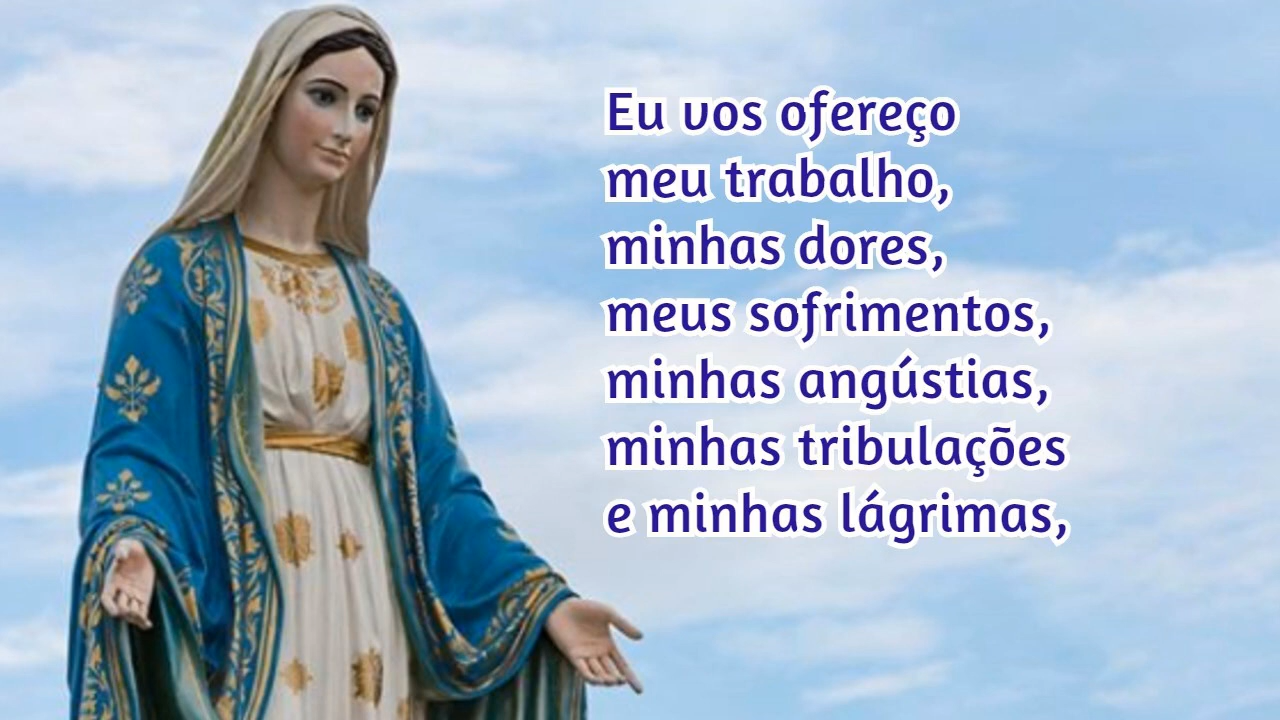 Eu vos ofereço
meu trabalho,
minhas dores,
meus sofrimentos,
minhas angústias,
minhas tribulações
e minhas lágrimas,